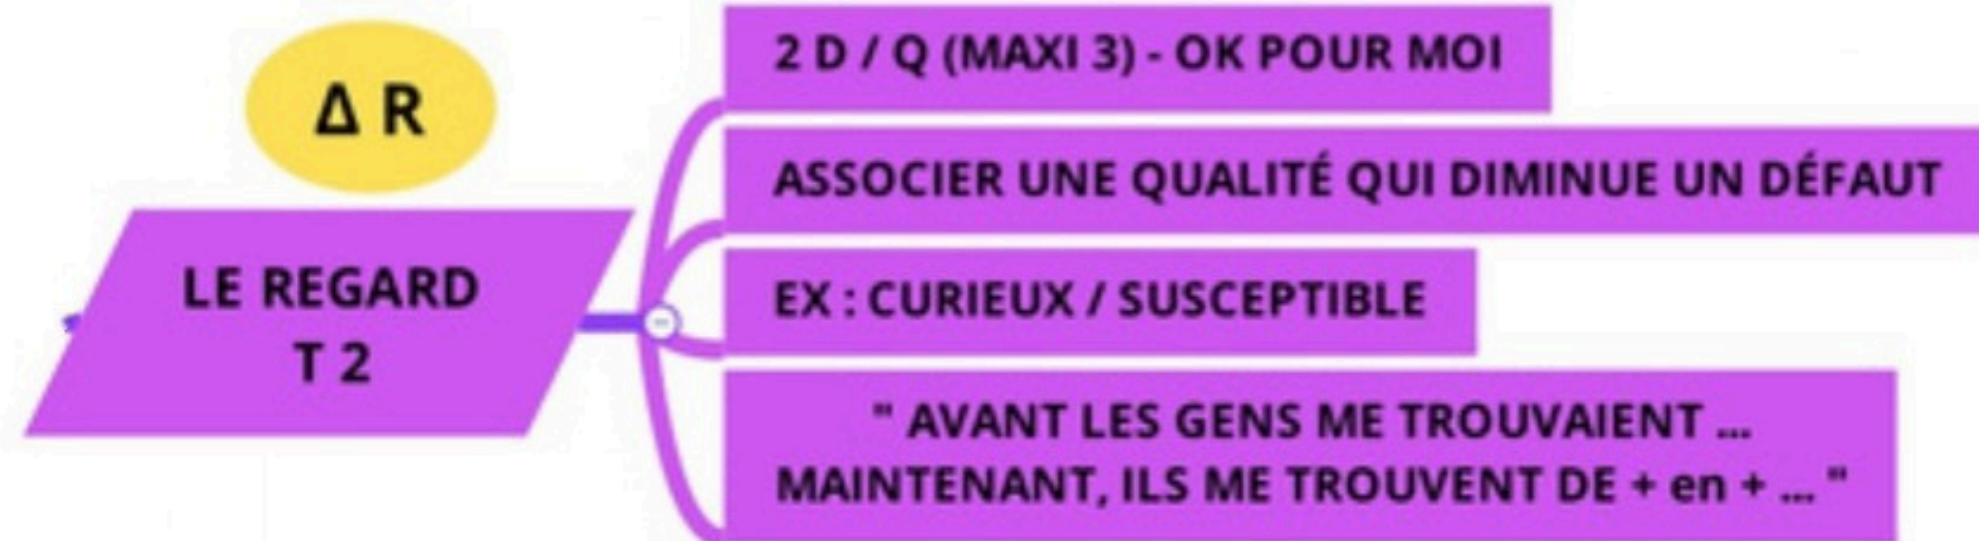 Δ R
LE REGARD
T 2
2 D / Q (MAXI 3) - OK POUR MOI
ASSOCIER UNE QUALITÉ QUI DIMINUE UN DÉFAUT
EX : CURIEUX / SUSCEPTIBLE
" AVANT LES GENS ME TROUVAIENT ...
MAINTENANT, ILS ME TROUVENT DE + en + ... "